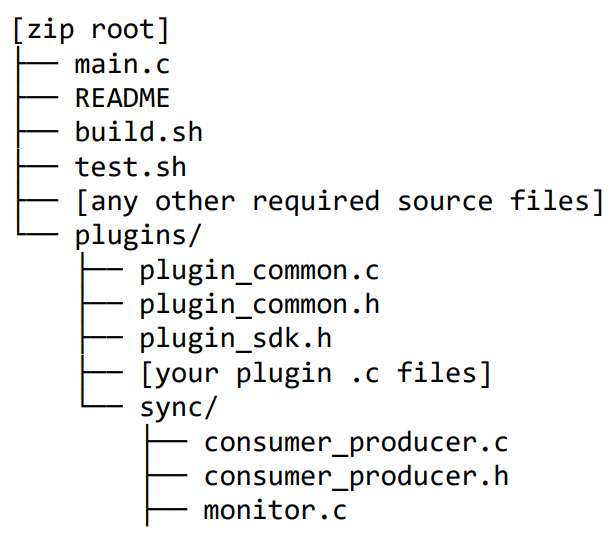 [zip root]
├── main.c
├── README
├── build.sh
├── test.sh
├── [any other required source files]
└── plugins/
    ├── plugin_common.c
    ├── plugin_common.h
    ├── plugin_sdk.h
    ├── [your plugin .c files]
    └── sync/
        ├── consumer_producer.c
        ├── consumer_producer.h
        ├── monitor.c